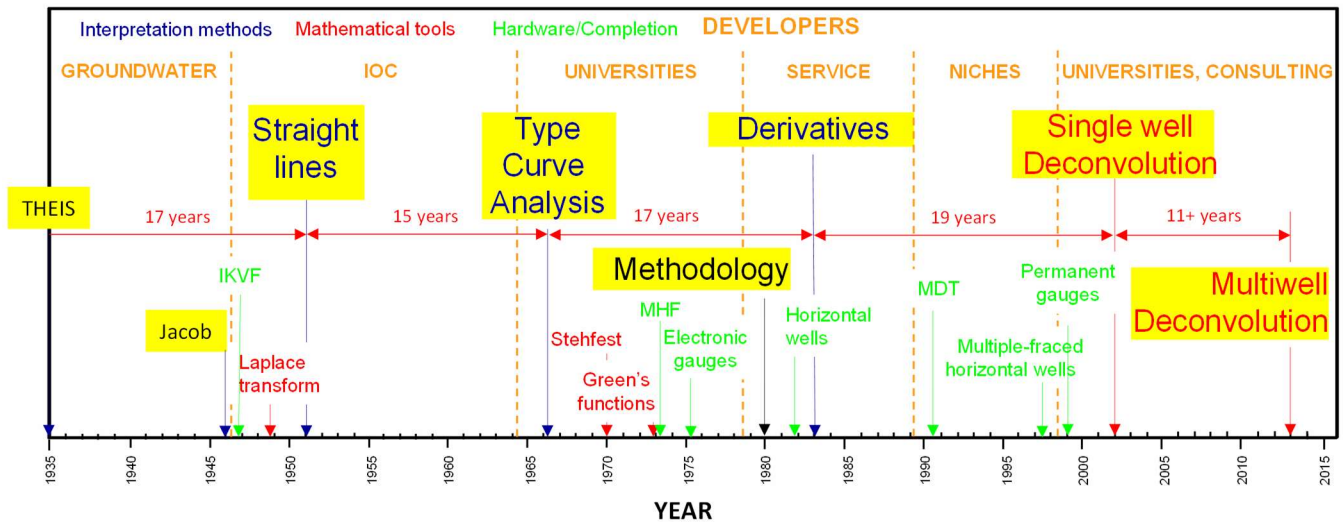 Interpretation methods
Mathematical tools
Hardware/Completion
DEVELOPERS
GROUNDWATER
IOC
UNIVERSITIES
SERVICE
NICHES
UNIVERSITIES, CONSULTING
Straight
lines
Type
Curve
Analysis
Derivatives
Single well
Deconvolution
THEIS
17 years
15 years
17 years
19 years
11+ years
Methodology
IKVF
MHF
MDT
Permanent
gauges
Multiwell
Deconvolution
Jacob
Laplace
transform
Stehfest
Green's
functions
Electronic
gauges
Horizontal
wells
Multiple-fraced
horizontal wells
1935
1940
1945
1950
1955
1960
1965
1970
1975
1980
1985
1990
1995
2000
2005
2010
2015
YEAR